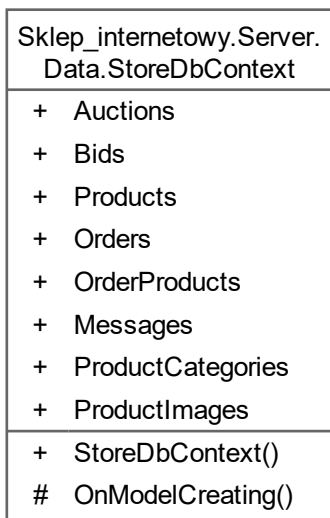 Sklep_internetowy.Server.
Data.StoreDbContext
+ Auctions
+ Bids
+ Products
+ Orders
+ OrderProducts
+ Messages
+ ProductCategories
+ ProductImages
+ StoreDbContext()
# OnModelCreating()